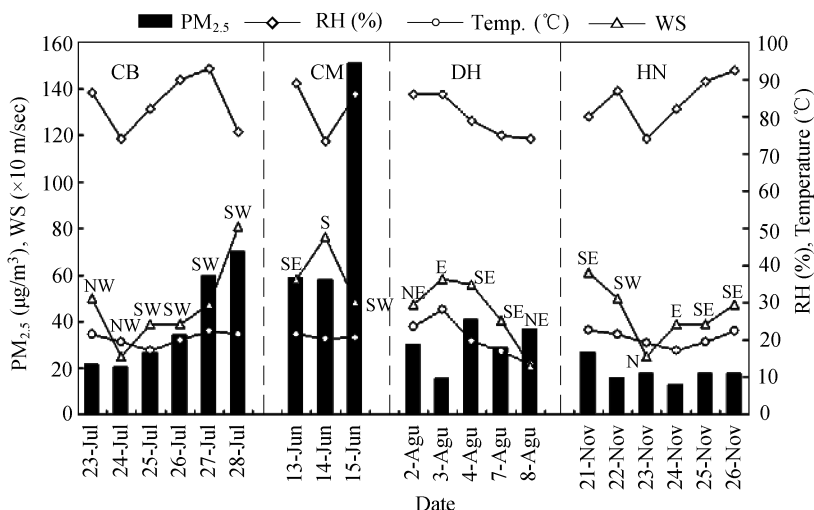 PM2.5 RH (%) Temp. (℃) WS
PM2.5 (μg/m³), WS (×10 m/sec)
160
140
120
100
80
60
40
20
0
CB CM DH HN
NW NW SW SW SW SW
SE S SW
NE E SE SE NE
SE SW N E SE SE
100
90
80
70
60
50
40
30
20
10
0
RH (%), Temperature (℃)
23-Jul 24-Jul 25-Jul 26-Jul 27-Jul 28-Jul 13-Jun 14-Jun 15-Jun 2-Agu 3-Agu 4-Agu 7-Agu 8-Agu 21-Nov 22-Nov 23-Nov 24-Nov 25-Nov 26-Nov
Date